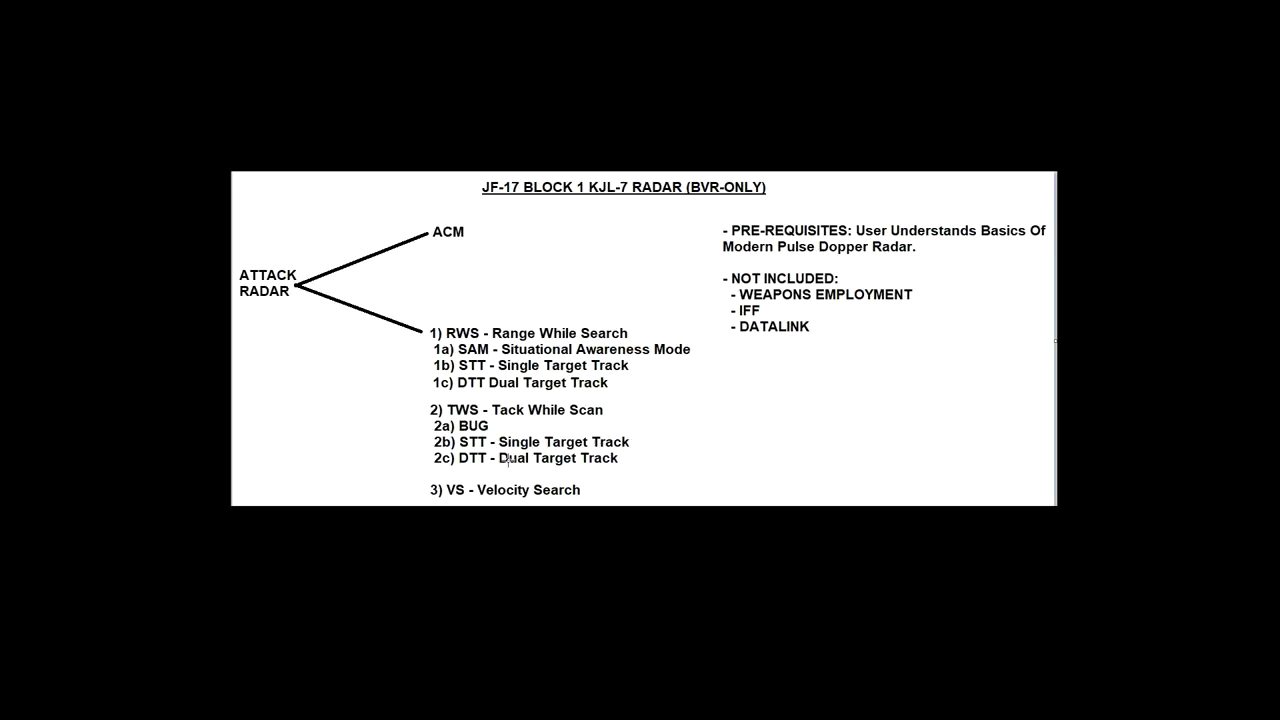 JF-17 BLOCK 1 KJL-7 RADAR (BVR-ONLY)
ATTACK
RADAR
ACM
1) RWS - Range While Search
1a) SAM - Situational Awareness Mode
1b) STT - Single Target Track
1c) DTT Dual Target Track
2) TWS - Tack While Scan
2a) BUG
2b) STT - Single Target Track
2c) DTT - Dual Target Track
3) VS - Velocity Search
- PRE-REQUISITES: User Understands Basics Of
Modern Pulse Dopper Radar.
- NOT INCLUDED:
- WEAPONS EMPLOYMENT
- IFF
- DATALINK